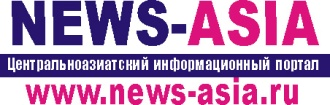 NEWS-ASIA
Центральноазиатский информационный портал
www.news-asia.ru